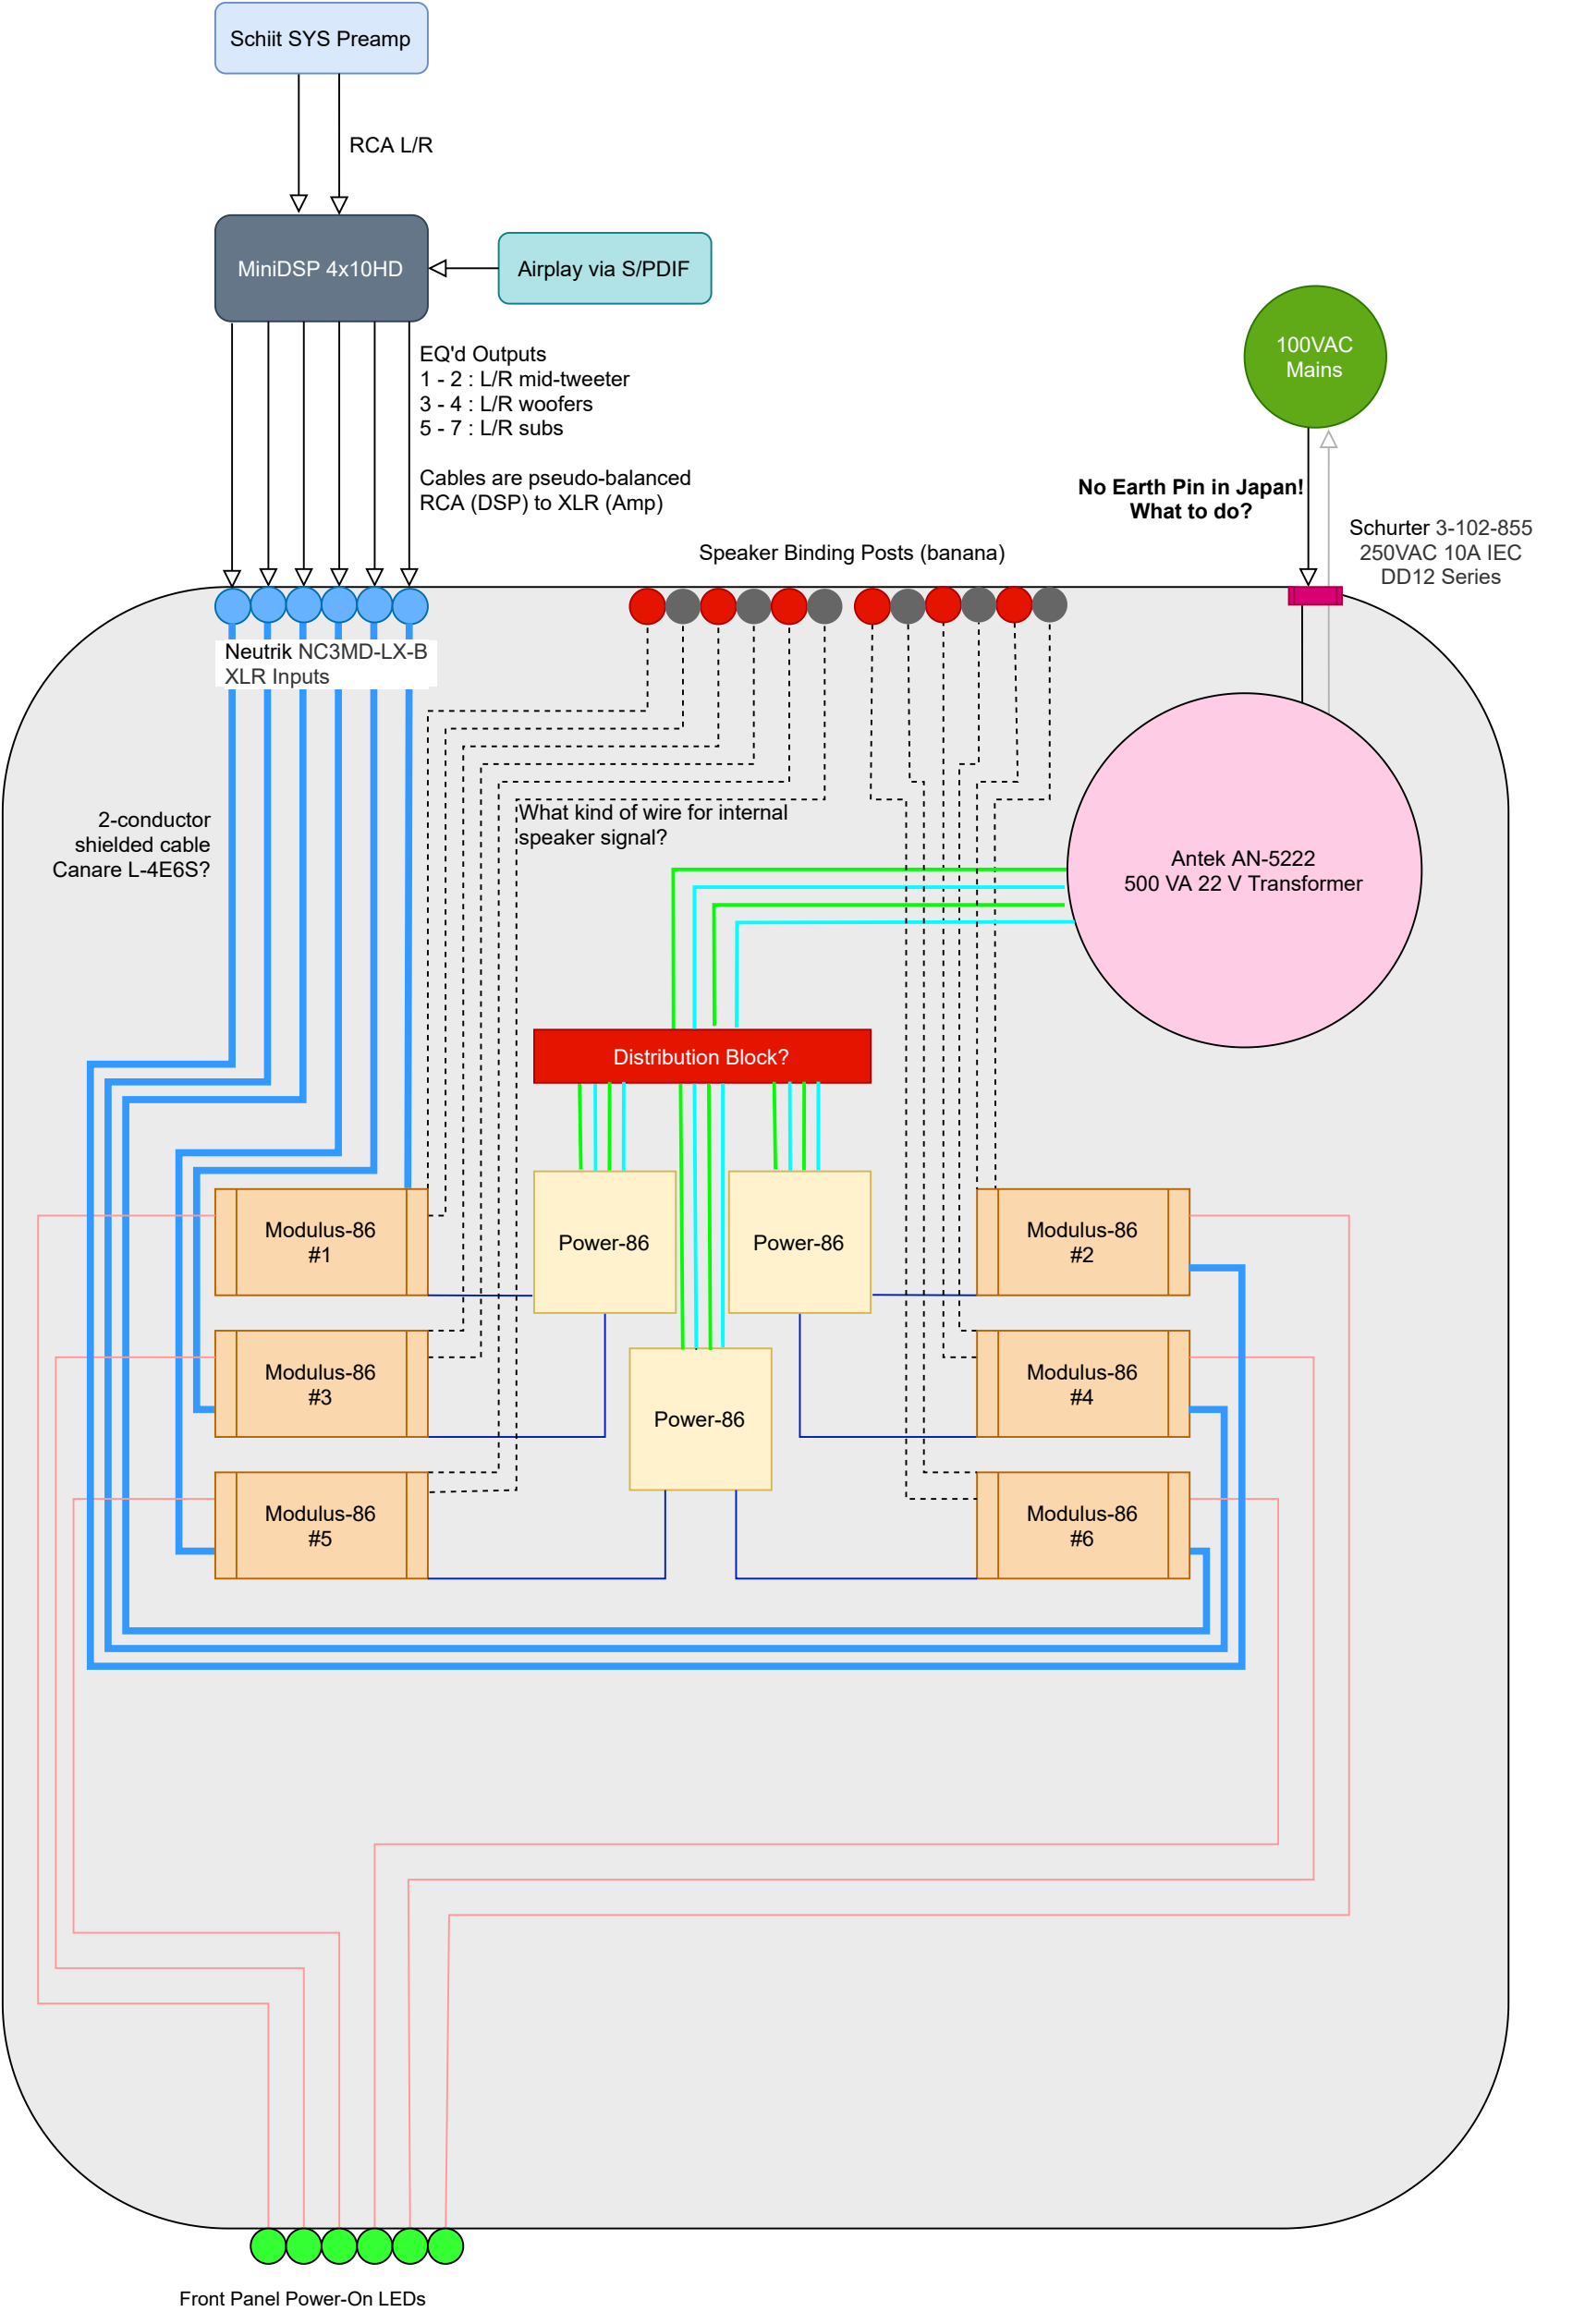 Schiit SYS Preamp
RCA L/R
MiniDSP 4x10HD
Airplay via S/PDIF
EQ'd Outputs
1 - 2 : L/R mid-tweeter
3 - 4 : L/R woofers
5 - 7 : L/R subs
Cables are pseudo-balanced
RCA (DSP) to XLR (Amp)
100VAC
Mains
No Earth Pin in Japan!
What to do?
Schurter 3-102-855
250VAC 10A IEC
DD12 Series
Speaker Binding Posts (banana)
Neutrik NC3MD-LX-B
XLR Inputs
2-conductor
shielded cable
Canare L-4E6S?
What kind of wire for internal
speaker signal?
Antek AN-5222
500 VA 22 V Transformer
Distribution Block?
Modulus-86
#1
Power-86
Power-86
Modulus-86
#2
Modulus-86
#3
Power-86
Modulus-86
#4
Modulus-86
#5
Modulus-86
#6
Front Panel Power-On LEDs